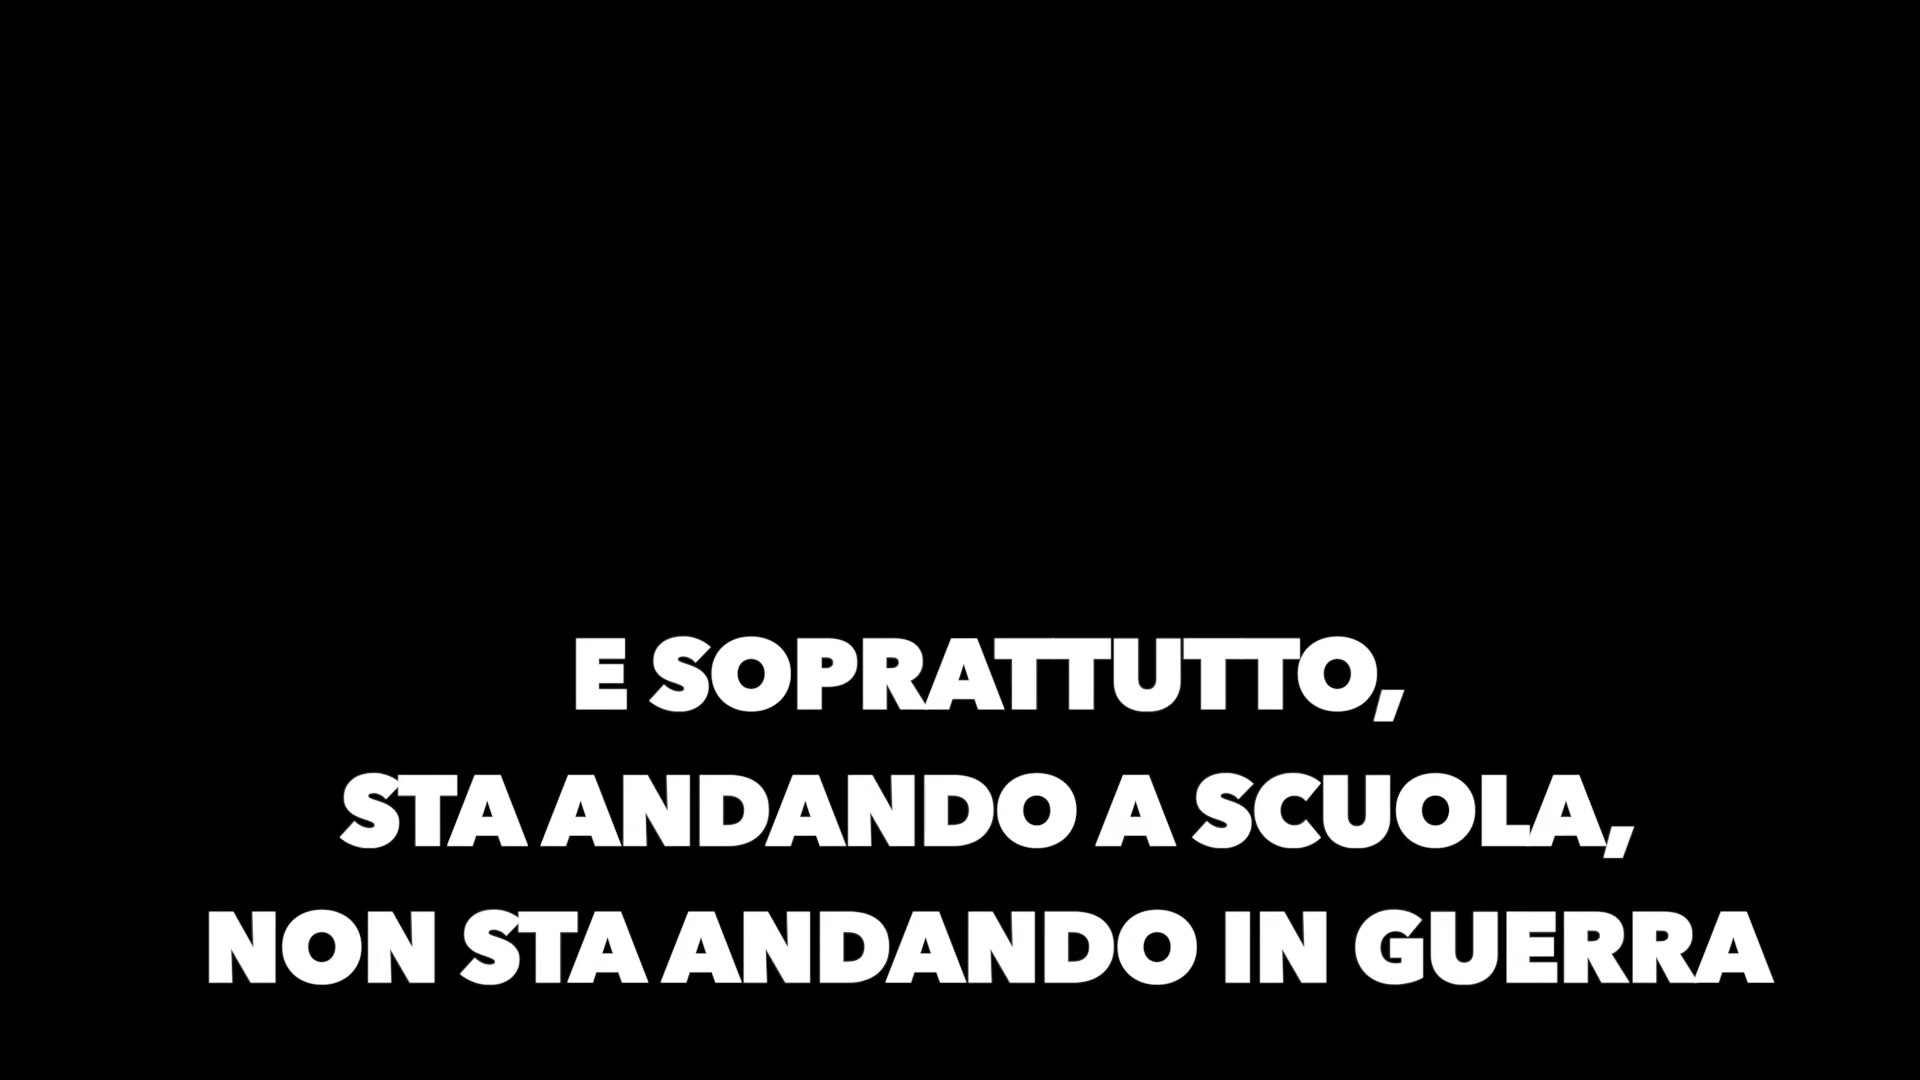 E SOPRATTUTTO,
STA ANDANDO A SCUOLA,
NON STA ANDANDO IN GUERRA